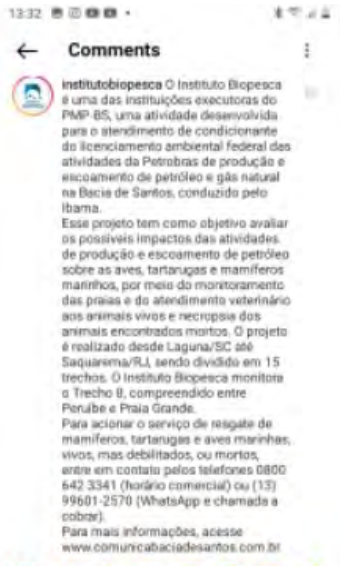 13:32
Comments
institutobiopesca O Instituto Biopesca
é uma das instituições executoras do
PMP-BS, uma atividade desenvolvida
para o atendimento de condicionante
do licenciamento ambiental federal das
atividades da Petrobras de produção e
escoamento de petróleo e gás natural
na Bacia de Santos, conduzido pelo
Ibama.
Esse projeto tem como objetivo avaliar
os possíveis impactos das atividades
de produção e escoamento de petróleo
sobre as aves, tartarugas e mamíferos
marinhos, por meio do monitoramento
das praias e do atendimento veterinário
aos animais vivos e necropsia dos
animais encontrados mortos. O projeto
é realizado desde Laguna/SC até
Saquarema/RJ, sendo dividido em 15
trechos. O Instituto Biopesca monitora
o Trecho 8, compreendido entre
Peruíbe e Praia Grande.
Para acionar o serviço de resgate de
mamíferos, tartarugas e aves marinhas,
vivos, mas debilitados, ou mortos,
entre em contato pelos telefones 0800
642 3341 (horário comercial) ou (13)
99601-2570 (WhatsApp e chamada a
cobrar).
Para mais informações, acesse
www.comunicabaciadesantos.com.br